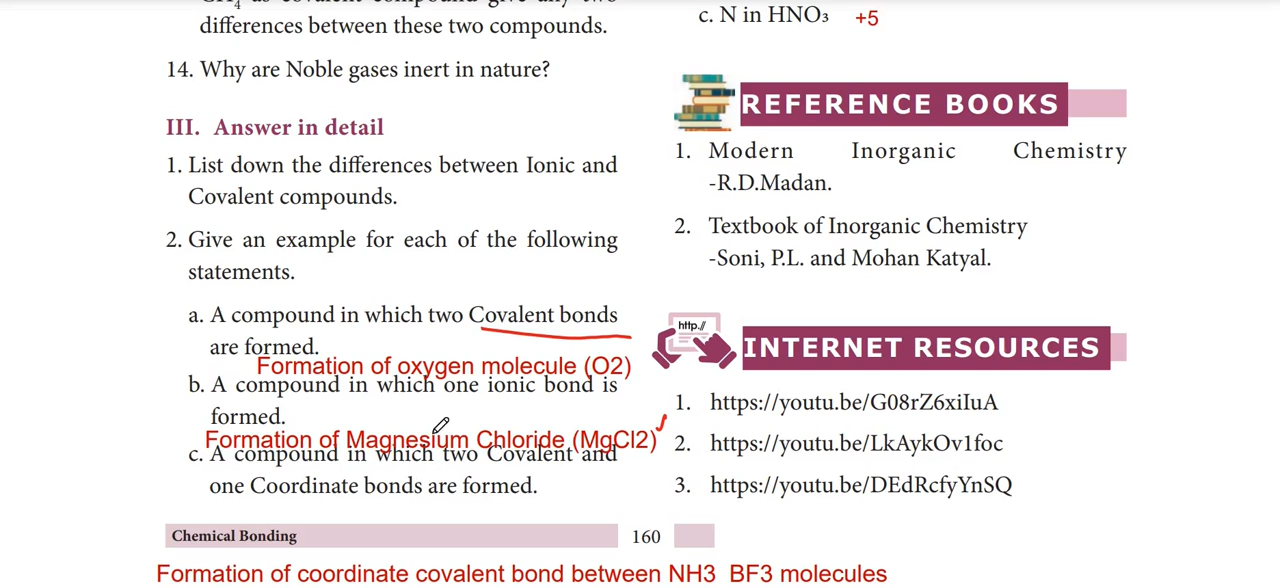 differences between these two compounds.
14. Why are Noble gases inert in nature?
III. Answer in detail
1. List down the differences between Ionic and
Covalent compounds.
2. Give an example for each of the following
statements.
a. A compound in which two Covalent bonds
are formed.
Formation of oxygen molecule (O2)
b. A compound in which one ionic bond is
formed.
Formation of Magnesium Chloride (MgCl2)
c. A compound in which two Covalent and
one Coordinate bonds are formed.
Chemical Bonding
160
Formation of coordinate covalent bond between NH3 BF3 molecules
c. N in HNO₃ +5
REFERENCE BOOKS
1. Modern Inorganic Chemistry
-R.D.Madan.
2. Textbook of Inorganic Chemistry
-Soni, P.L. and Mohan Katyal.
http://
INTERNET RESOURCES
1. https://youtu.be/G08rZ6xiIuA
2. https://youtu.be/LkAykOv1foc
3. https://youtu.be/DEdRcfyYnSQ